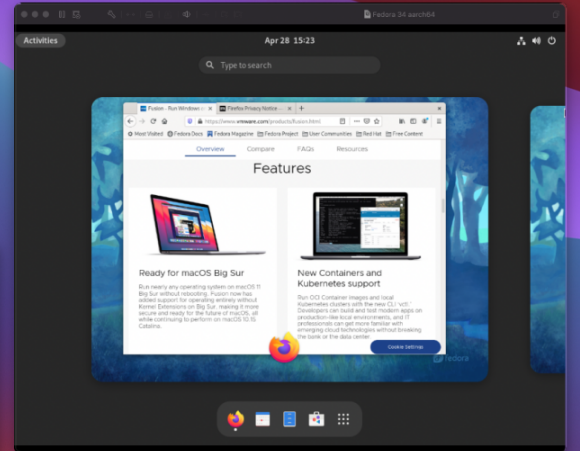 Fedora 34 aarch64
Activities
Apr 28 15:23
Type to search
Fusion - Run Windows o
Firefox Privacy Notice -
https://www.vmware.com/products/fusion.html
Most Visited Fedora Docs Fedora Magazine Fedora Project User Communities Red Hat Free Content
Overview Compare FAQs Resources
Features
Ready for macOS Big Sur
Run nearly any operating system on macOS 11
Big Sur without rebooting. Fusion now has
added support for operating entirely without
Kernel Extensions on Big Sur, making it more
secure and ready for the future of macOS, all
while continuing to perform on macOS 10.15
Catalina.
New Containers and
Kubernetes support
Run OCI Container images and local
Kubernetes clusters with the new CLI 'vctl.'
Developers can build and test modern apps on
production-like local environments, and IT
professionals can get more familiar with
emerging cloud technologies without breaking
the bank or the data center
Cookie Settings
fedora